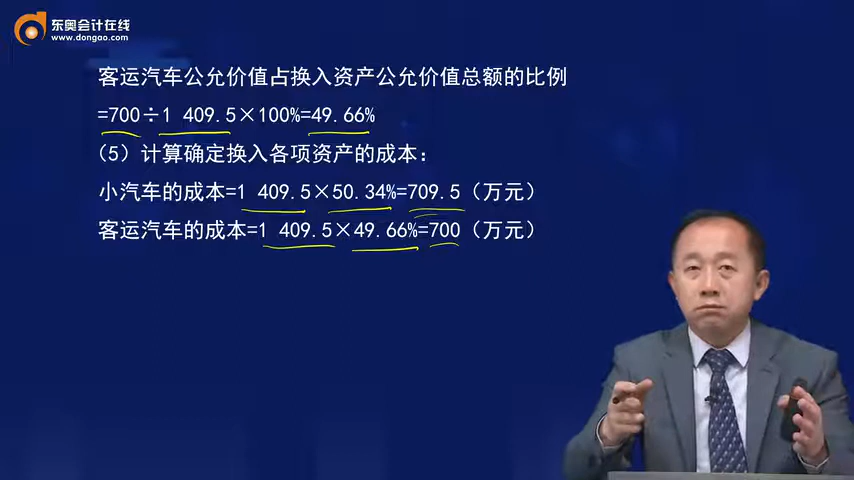 东奥会计在线
www.dongao.com
客运汽车公允价值占换入资产公允价值总额的比例
=700÷1 409.5×100%=49.66%
（5）计算确定换入各项资产的成本：
小汽车的成本=1 409.5×50.34%=709.5（万元）
客运汽车的成本=1 409.5×49.66%=700（万元）